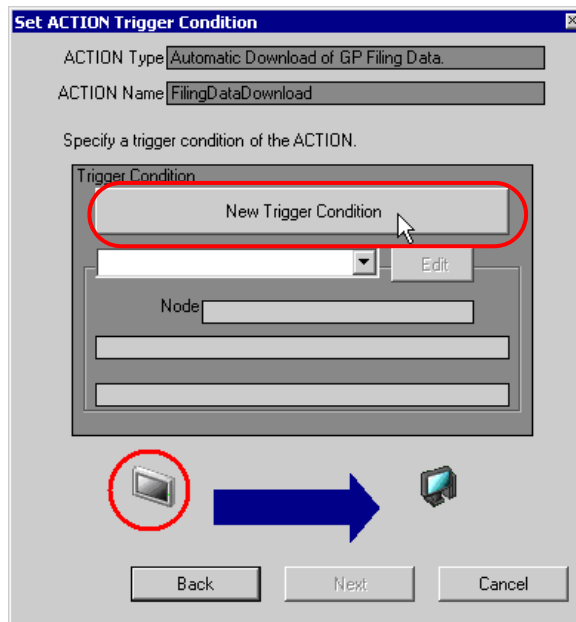 Set ACTION Trigger Condition
ACTION Type Automatic Download of GP Filing Data.
ACTION Name FilingDataDownload
Specify a trigger condition of the ACTION.
Trigger Condition
New Trigger Condition
Edit
Node
Back Next Cancel